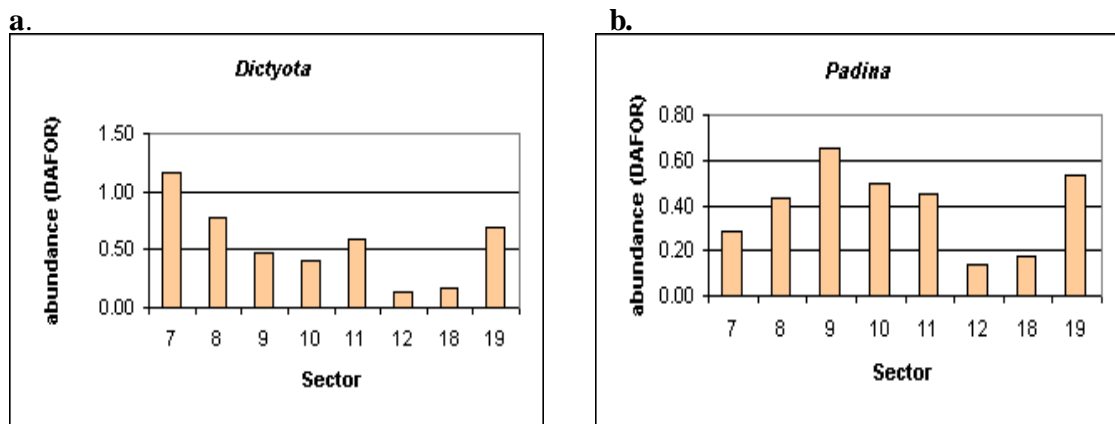 a.
Dictyota
abundance (DAFOR)
1.50
1.00
0.50
0.00
7 8 9 10 11 12 18 19
Sector
b.
Padina
abundance (DAFOR)
0.80
0.60
0.40
0.20
0.00
7 8 9 10 11 12 18 19
Sector